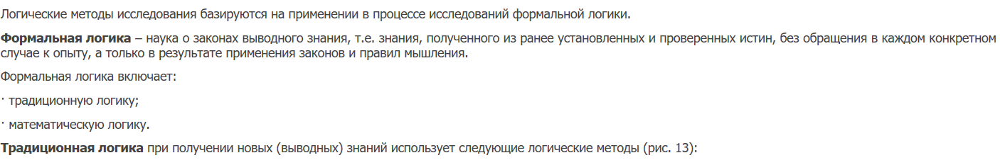 Логические методы исследования базируются на применении в процессе исследований формальной логики.
Формальная логика – наука о законах выводного знания, т.е. знания, полученного из ранее установленных и проверенных истин, без обращения в каждом конкретном
случае к опыту, а только в результате применения законов и правил мышления.
Формальная логика включает:
· традиционную логику;
· математическую логику.
Традиционная логика при получении новых (выводных) знаний использует следующие логические методы (рис. 13):